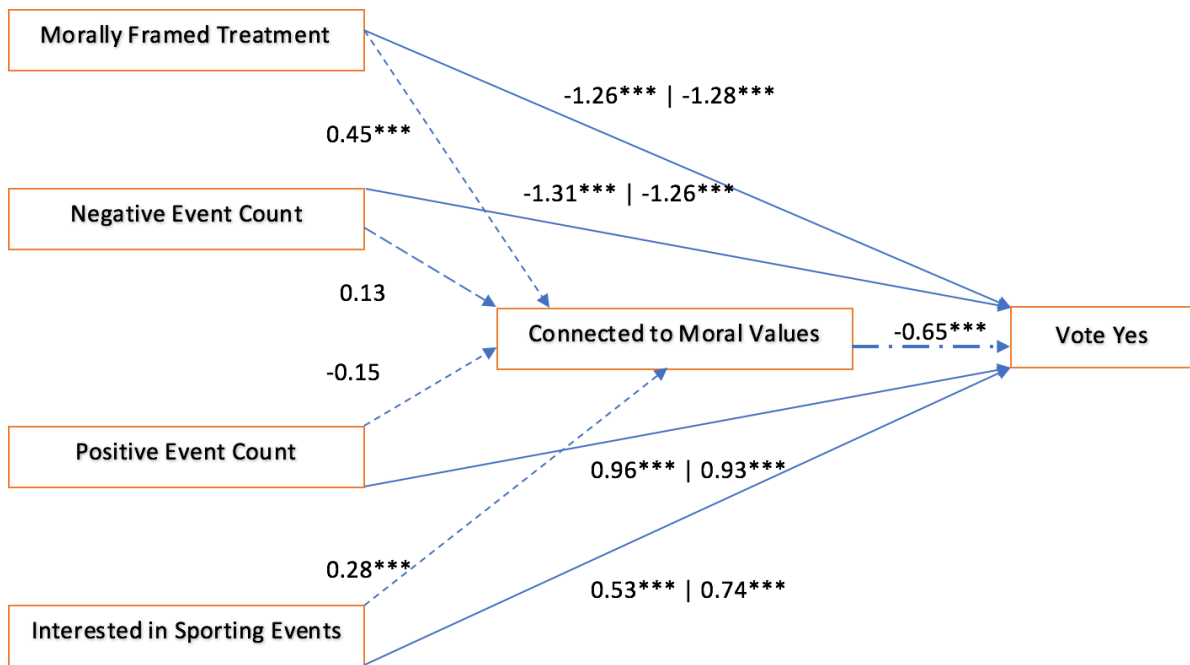 Morally Framed Treatment
-1.26*** | -1.28***
0.45***
-1.31*** | -1.26***
Negative Event Count
0.13
Connected to Moral Values
-0.65***
Vote Yes
-0.15
Positive Event Count
0.96*** | 0.93***
0.28***
0.53*** | 0.74***
Interested in Sporting Events